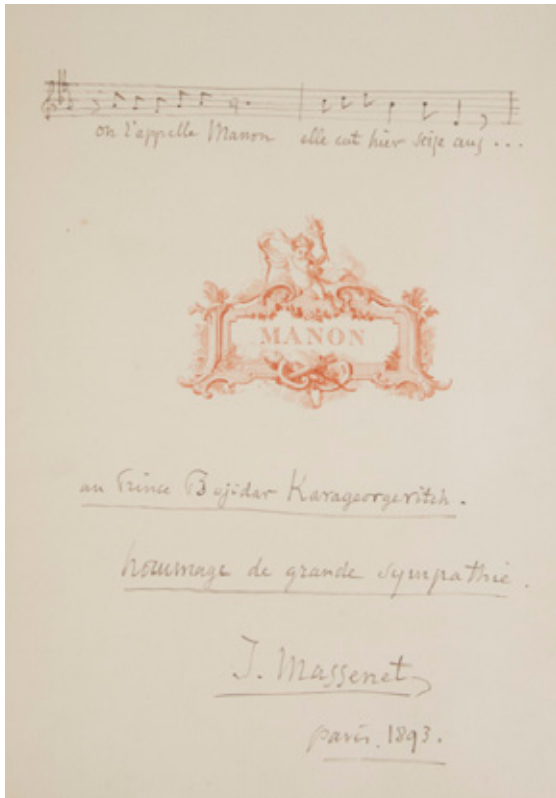 on l'appelle Manon elle eut hier seize ans ...
MANON
au Prince Bojidar Karageorgevitch.
hommage de grande sympathie.
J. Massenet
Paris. 1893.